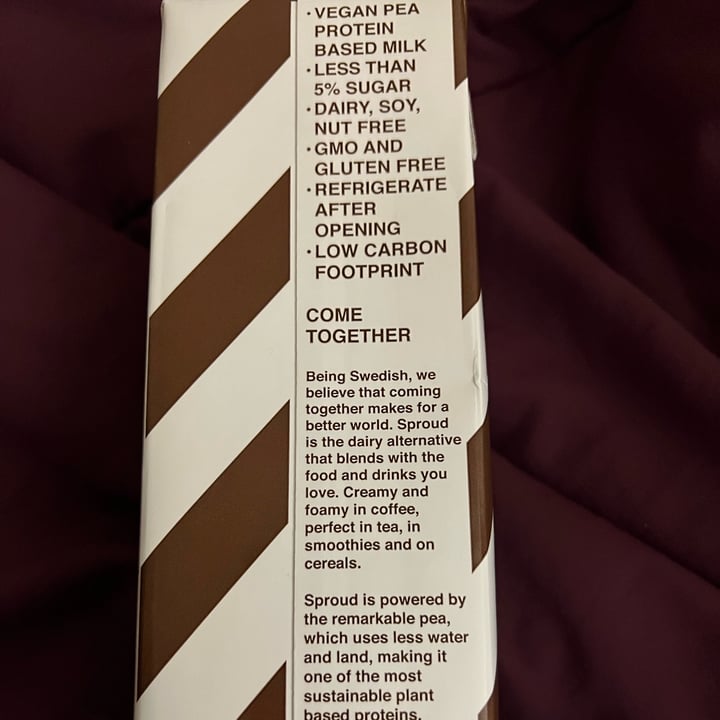 · VEGAN PEA
PROTEIN
BASED MILK
· LESS THAN
5% SUGAR
· DAIRY, SOY,
NUT FREE
· GMO AND
GLUTEN FREE
· REFRIGERATE
AFTER
OPENING
· LOW CARBON
FOOTPRINT
COME
TOGETHER
Being Swedish, we
believe that coming
together makes for a
better world. Sproud
is the dairy alternative
that blends with the
food and drinks you
love. Creamy and
foamy in coffee,
perfect in tea, in
smoothies and on
cereals.
Sproud is powered by
the remarkable pea,
which uses less water
and land, making it
one of the most
sustainable plant
based proteins.